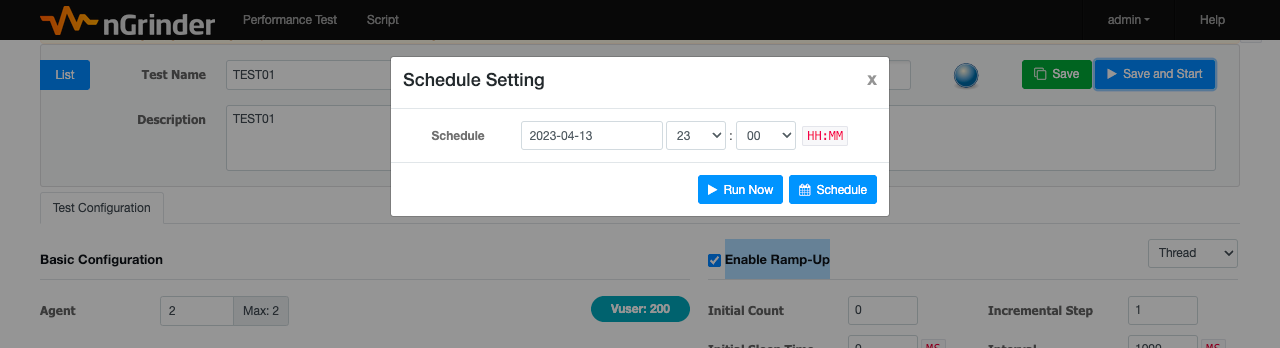 nGrinder Performance Test Script admin Help
List Test Name TEST01 Save Save and Start
Schedule Setting x
Description TEST01
Schedule 2023-04-13 23 : 00 HH:MM
Run Now Schedule
Test Configuration
Basic Configuration
Enable Ramp-Up Thread
Agent 2 Max: 2 Vuser: 200
Initial Count 0 Incremental Step 1
Initial Sleep Time 0 MS Interval 1000 MS